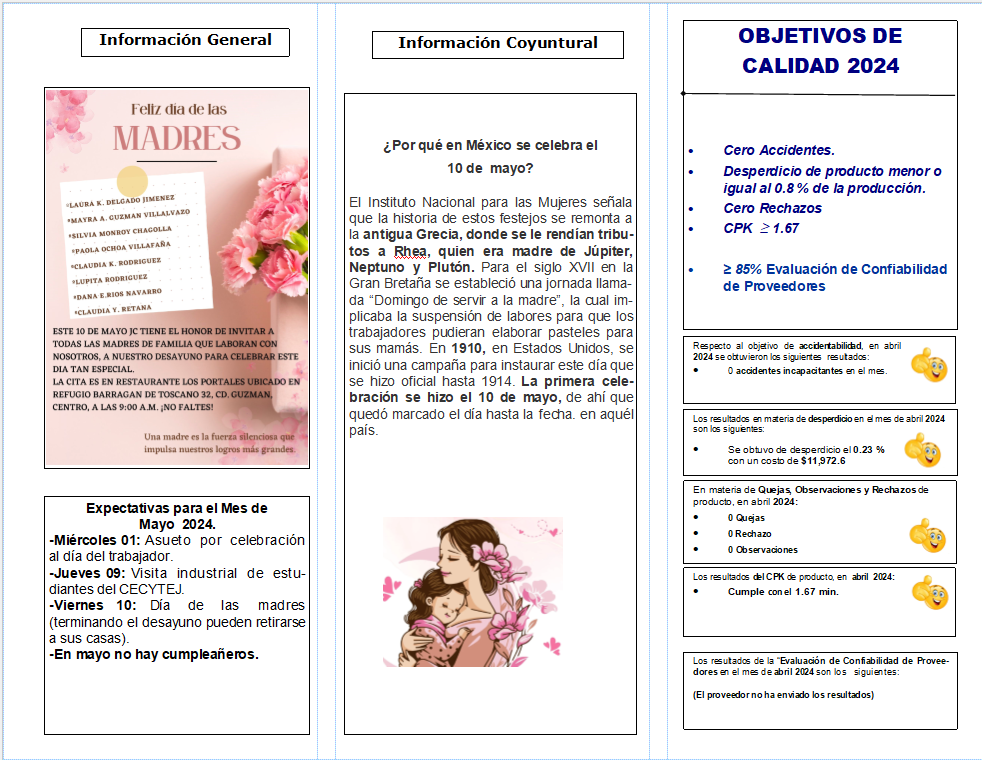 Información General
Feliz día de las
MADRES
*LAURA K. DELGADO JIMENEZ
*MAYRA A. GUZMAN VILLALVAZO
*SILVIA MONROY CHAGOLLA
*PAOLA OCHOA VILLAFAÑA
*CLAUDIA K. RODRIGUEZ
*LUPITA RODRIGUEZ
*DANA E.RIOS NAVARRO
*CLAUDIA Y. RETANA
ESTE 10 DE MAYO JC TIENE EL HONOR DE INVITAR A
TODAS LAS MADRES DE FAMILIA QUE LABORAN CON
NOSOTROS, A NUESTRO DESAYUNO PARA CELEBRAR ESTE
DIA TAN ESPECIAL.
LA CITA ES EN RESTAURANTE LOS PORTALES UBICADO EN
REFUGIO BARRAGAN DE TOSCANO 32, CD. GUZMAN,
CENTRO, A LAS 9:00 A.M. ¡NO FALTES!
Una madre es la fuerza silenciosa que
impulsa nuestros logros más grandes.
Expectativas para el Mes de
Mayo 2024.
-Miércoles 01: Asueto por celebración
al día del trabajador.
-Jueves 09: Visita industrial de estu-
diantes del CECYTEJ.
-Viernes 10: Día de las madres
(terminando el desayuno pueden retirarse
a sus casas).
-En mayo no hay cumpleañeros.
Información Coyuntural
¿Por qué en México se celebra el
10 de mayo?
El Instituto Nacional para las Mujeres señala
que la historia de estos festejos se remonta a
la antigua Grecia, donde se le rendían tribu-
tos a Rhea, quien era madre de Júpiter,
Neptuno y Plutón. Para el siglo XVII en la
Gran Bretaña se estableció una jornada llama-
da “Domingo de servir a la madre”, la cual im-
plicaba la suspensión de labores para que los
trabajadores pudieran elaborar pasteles para
sus mamás. En 1910, en Estados Unidos, se
inició una campaña para instaurar este día que
se hizo oficial hasta 1914. La primera cele-
bración se hizo el 10 de mayo, de ahí que
quedó marcado el día hasta la fecha. en aquél
país.
OBJETIVOS DE
CALIDAD 2024
• Cero Accidentes.
• Desperdicio de producto menor o
igual al 0.8 % de la producción.
• Cero Rechazos
• CPK ≥ 1.67
• ≥ 85% Evaluación de Confiabilidad
de Proveedores
Respecto al objetivo de accidentabilidad, en abril
2024 se obtuvieron los siguientes resultados:
• 0 accidentes incapacitantes en el mes.
Los resultados en materia de desperdicio en el mes de abril 2024
son los siguientes:
• Se obtuvo de desperdicio el 0.23 %
con un costo de $11,972.6
En materia de Quejas, Observaciones y Rechazos de
producto, en abril 2024:
• 0 Quejas
• 0 Rechazo
• 0 Observaciones
Los resultados del CPK de producto, en abril 2024:
• Cumple con el 1.67 min.
Los resultados de la “Evaluación de Confiabilidad de Provee-
dores en el mes de abril 2024 son los siguientes:
(El proveedor no ha enviado los resultados)